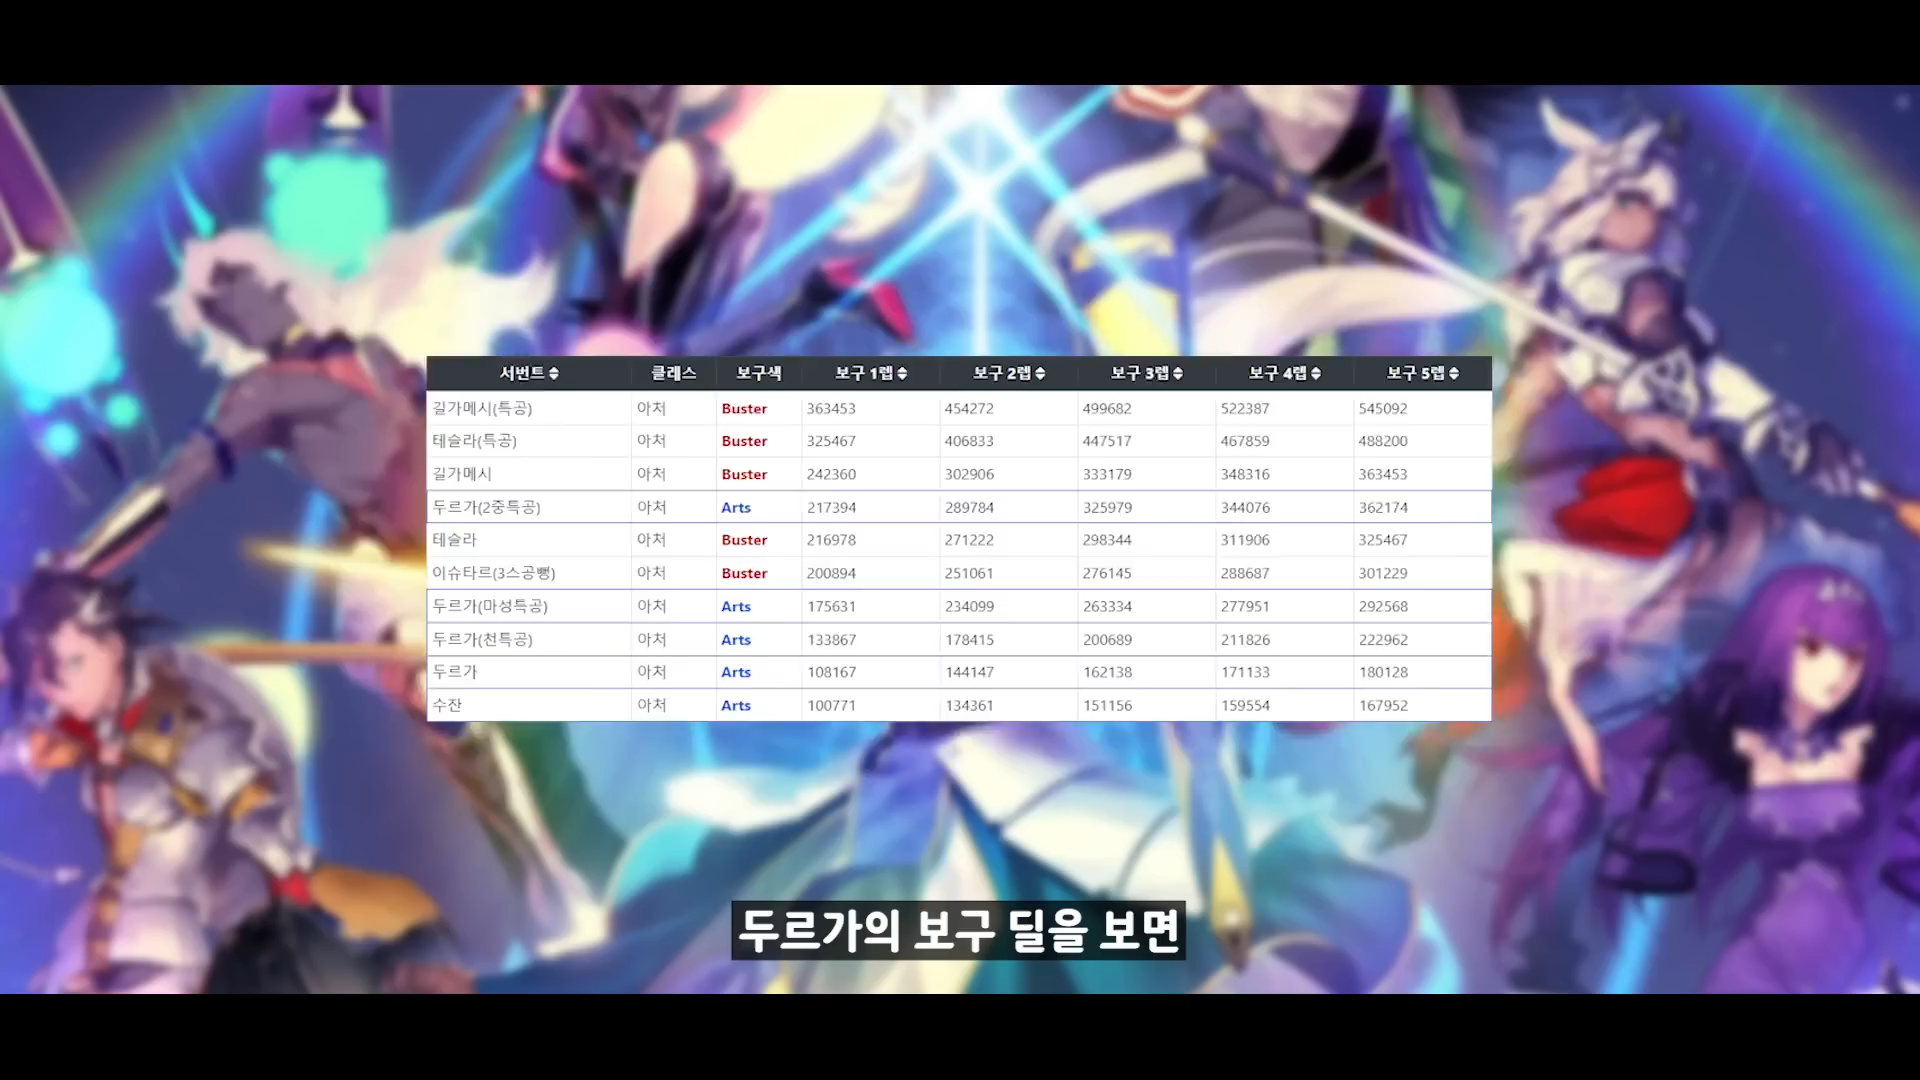 서번트 클래스 보구색 보구 1렙 보구 2렙 보구 3렙 보구 4렙 보구 5렙
길가메시(특공) 아처 Buster 363453 454272 499682 522387 545092
테슬라(특공) 아처 Buster 325467 406833 447517 467859 488200
길가메시 아처 Buster 242360 302906 333179 348316 363453
두르가(2중특공) 아처 Arts 217394 289784 325979 344076 362174
테슬라 아처 Buster 216978 271222 298344 311906 325467
이슈타르(3스공뻥) 아처 Buster 200894 251061 276145 288687 301229
두르가(마성특공) 아처 Arts 175631 234099 263334 277951 292568
두르가(천특공) 아처 Arts 133867 178415 200689 211826 222962
두르가 아처 Arts 108167 144147 162138 171133 180128
수잔 아처 Arts 100771 134361 151156 159554 167952
두르가의 보구 딜을 보면